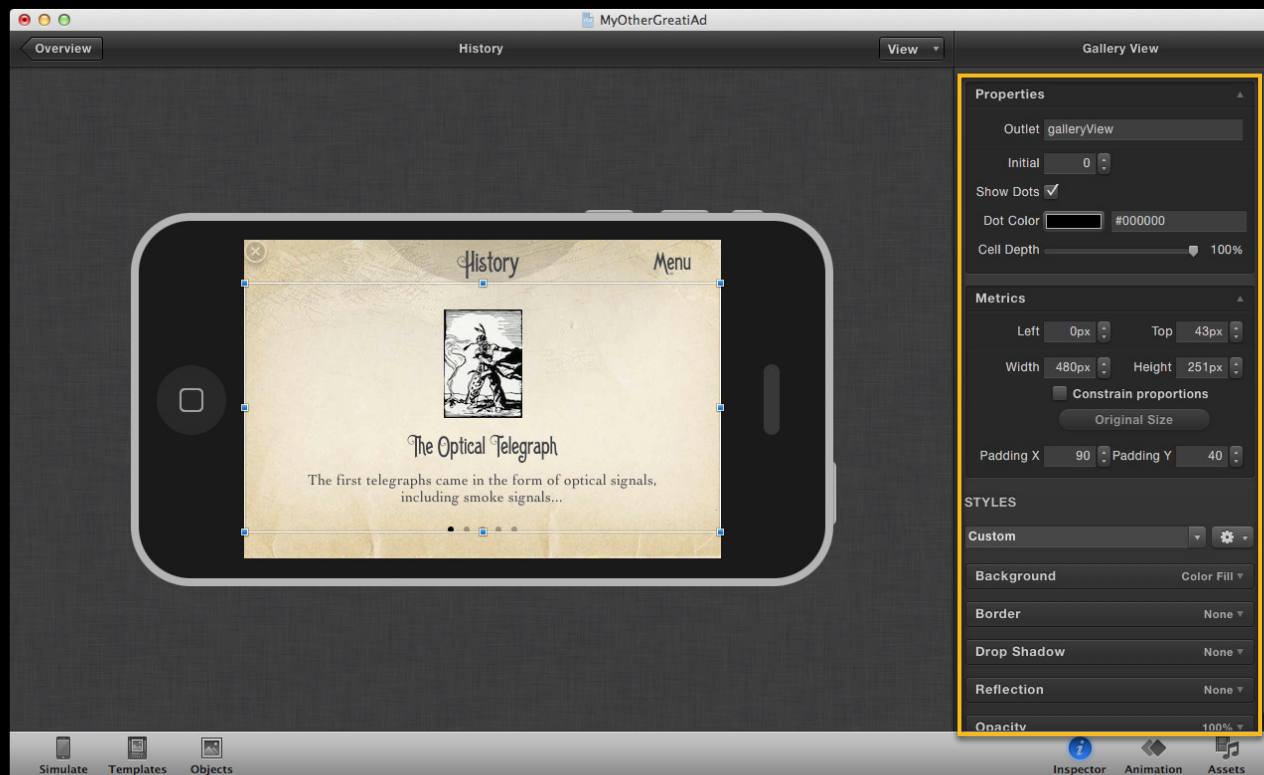 MyOtherGreatiAd
Overview
History
View
Gallery View
History
Menu
The Optical Telegraph
The first telegraphs came in the form of optical signals,
including smoke signals...
Properties
Outlet galleryView
Initial 0
Show Dots
Dot Color #000000
Cell Depth 100%
Metrics
Left 0px Top 43px
Width 480px Height 251px
Constrain proportions
Original Size
Padding X 90 Padding Y 40
STYLES
Custom
Background Color Fill
Border None
Drop Shadow None
Reflection None
Opacity 100%
Simulate Templates Objects Inspector Animation Assets